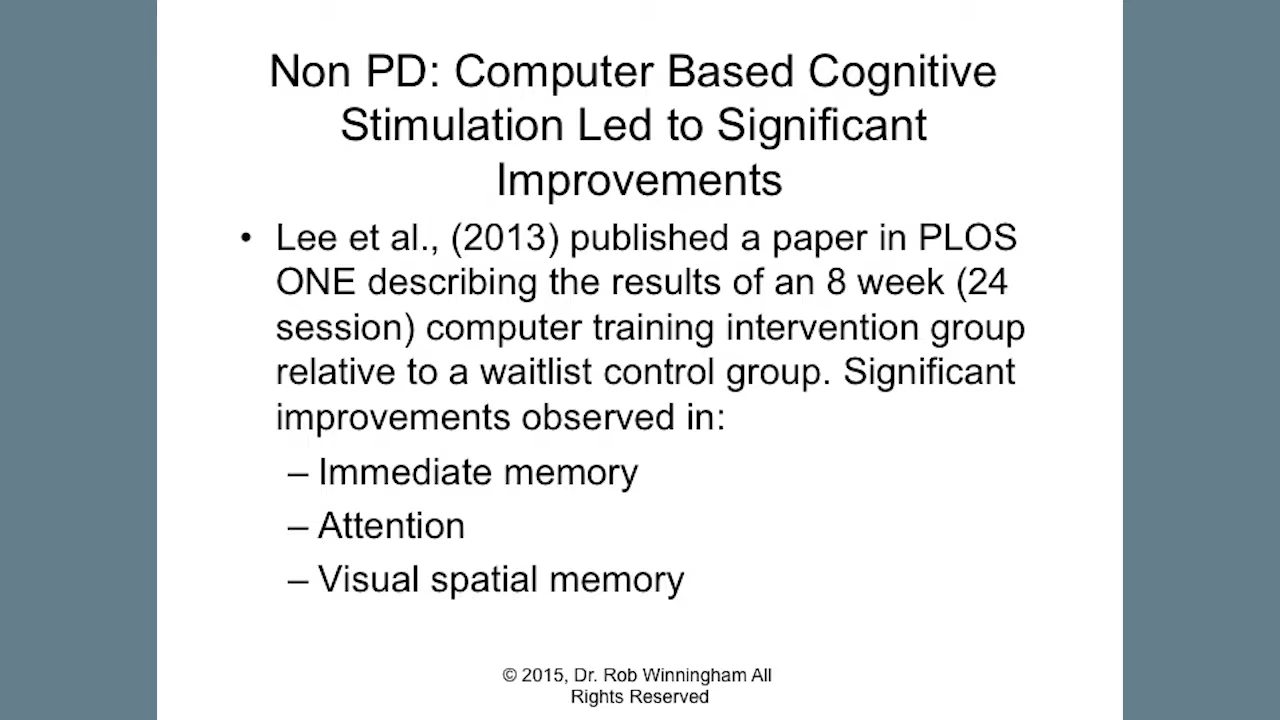 Non PD: Computer Based Cognitive
Stimulation Led to Significant
Improvements
• Lee et al., (2013) published a paper in PLOS
ONE describing the results of an 8 week (24
session) computer training intervention group
relative to a waitlist control group. Significant
improvements observed in:
– Immediate memory
– Attention
– Visual spatial memory
© 2015, Dr. Rob Winningham All
Rights Reserved